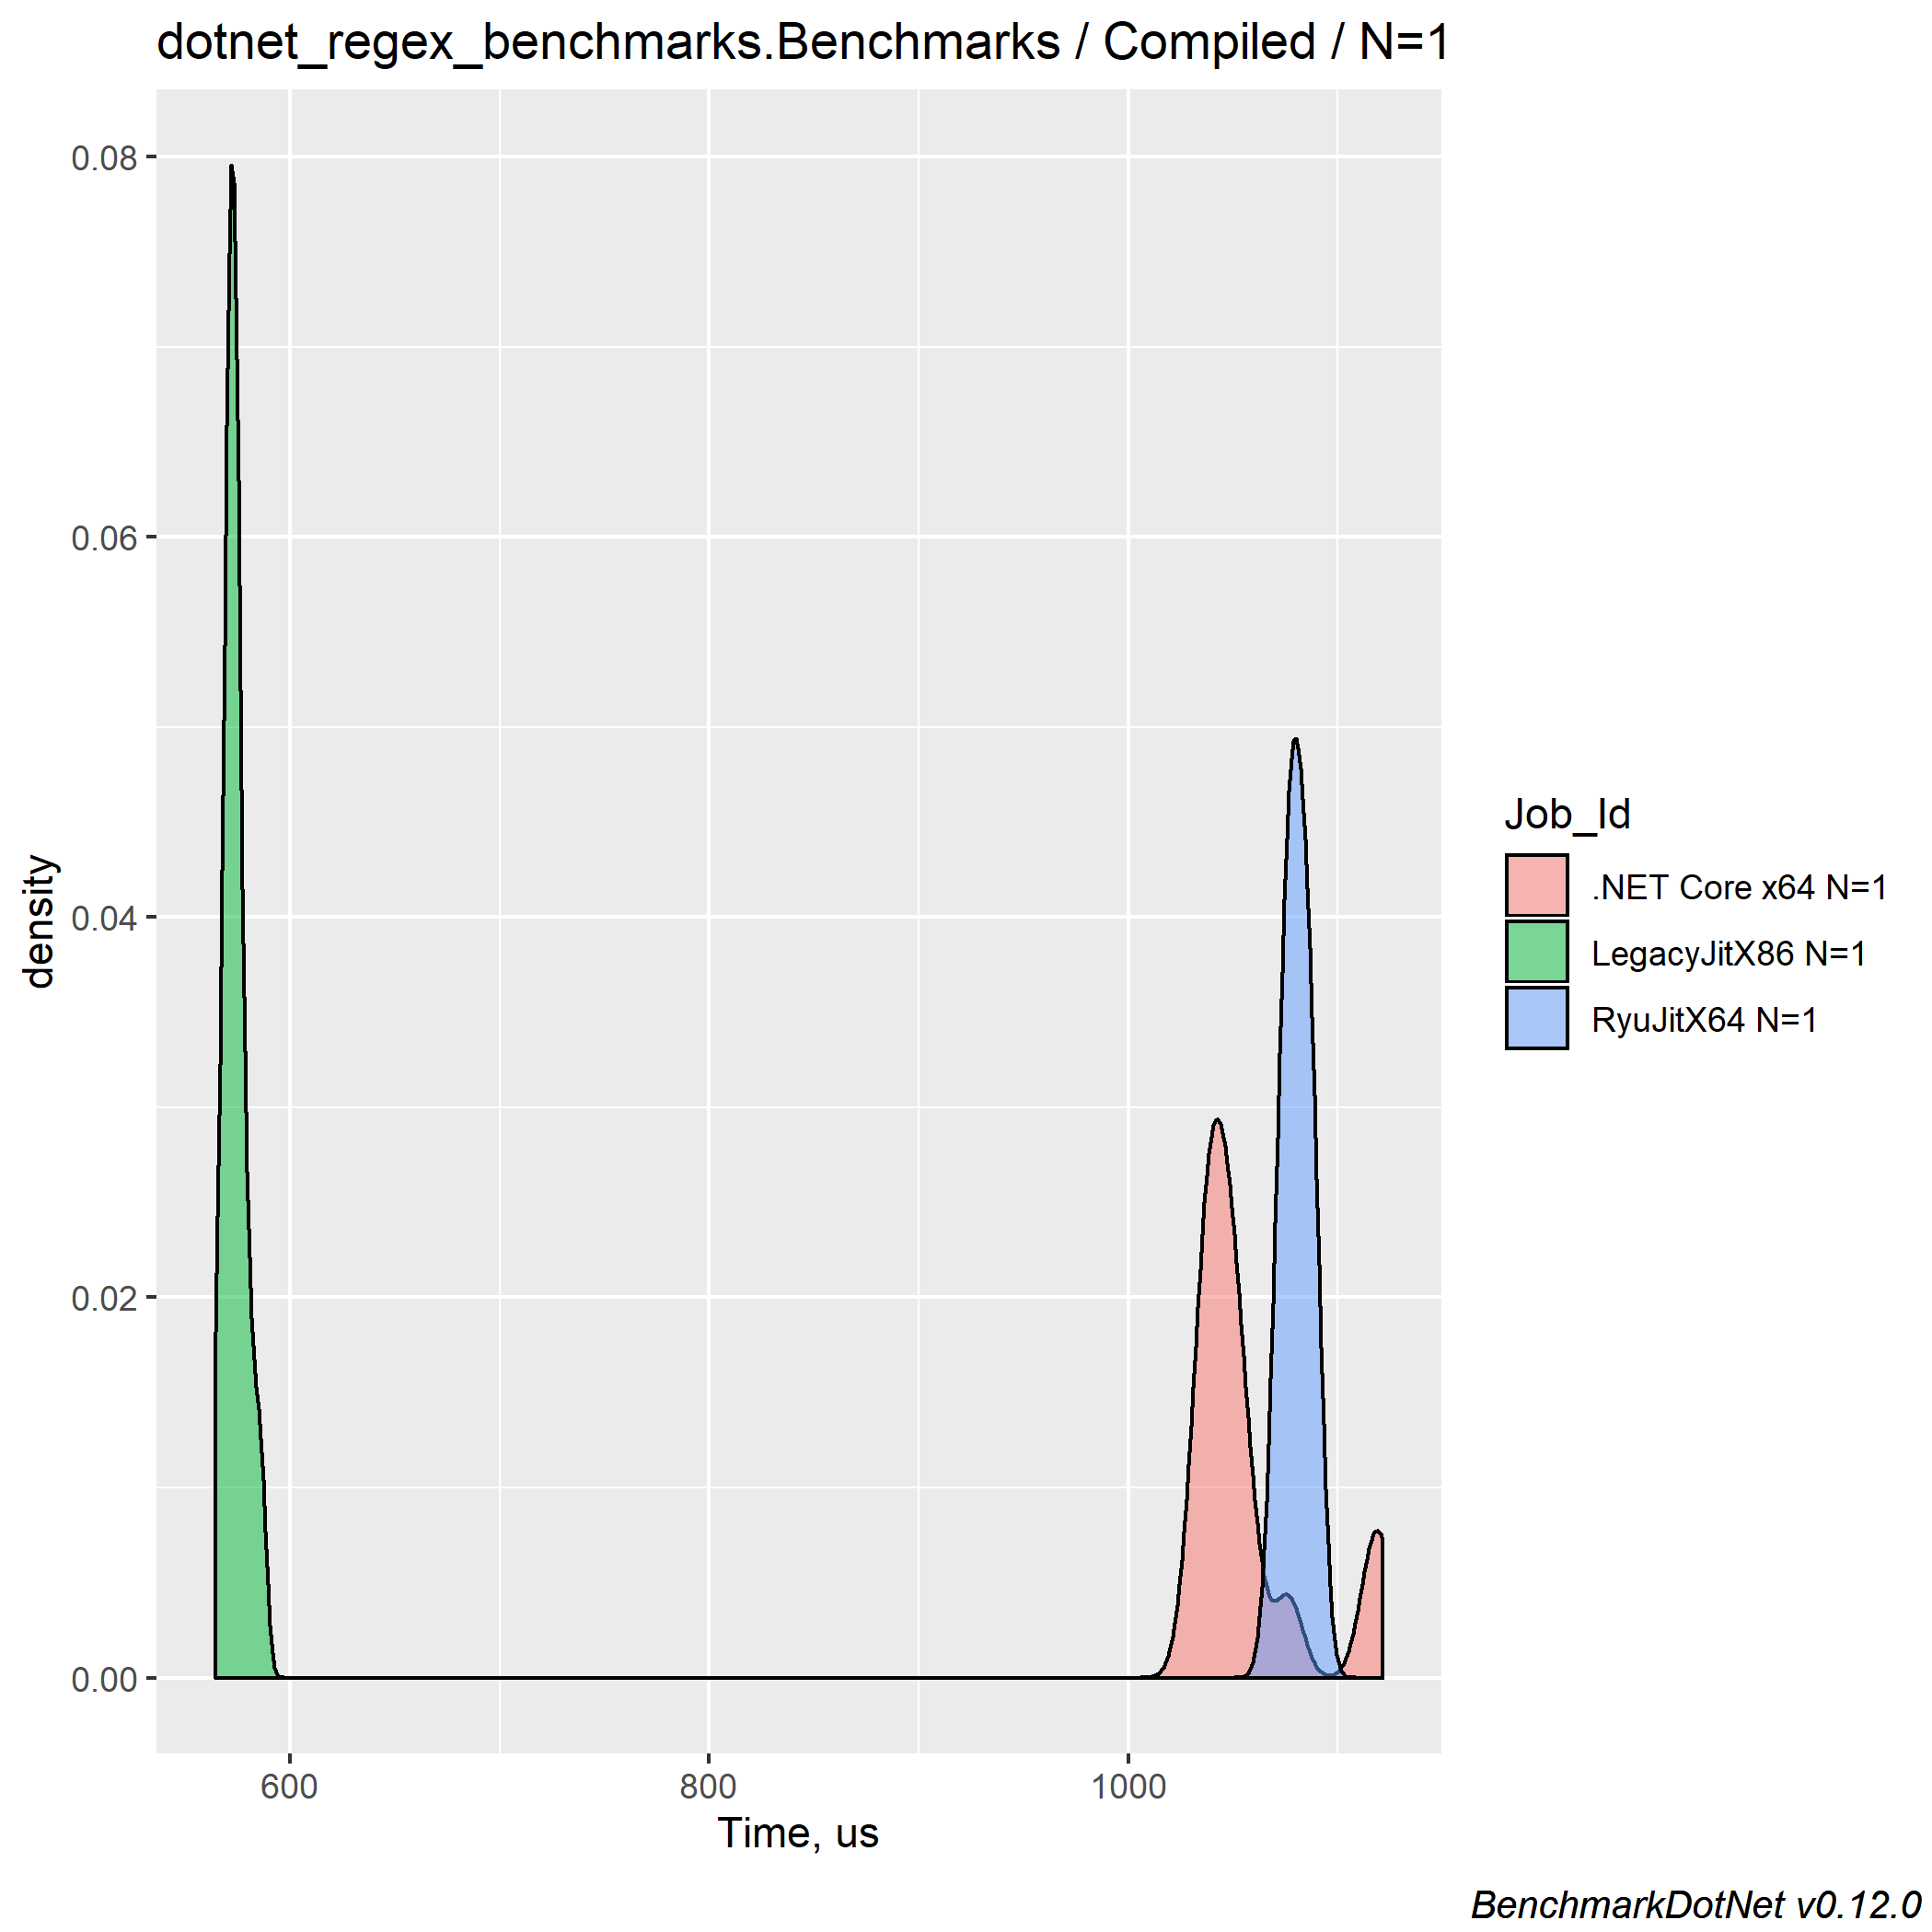 dotnet_regex_benchmarks.Benchmarks / Compiled / N=1
0.08
0.06
0.04
0.02
0.00
density
600 800 1000
Time, us
Job_Id
.NET Core x64 N=1
LegacyJitX86 N=1
RyuJitX64 N=1
BenchmarkDotNet v0.12.0